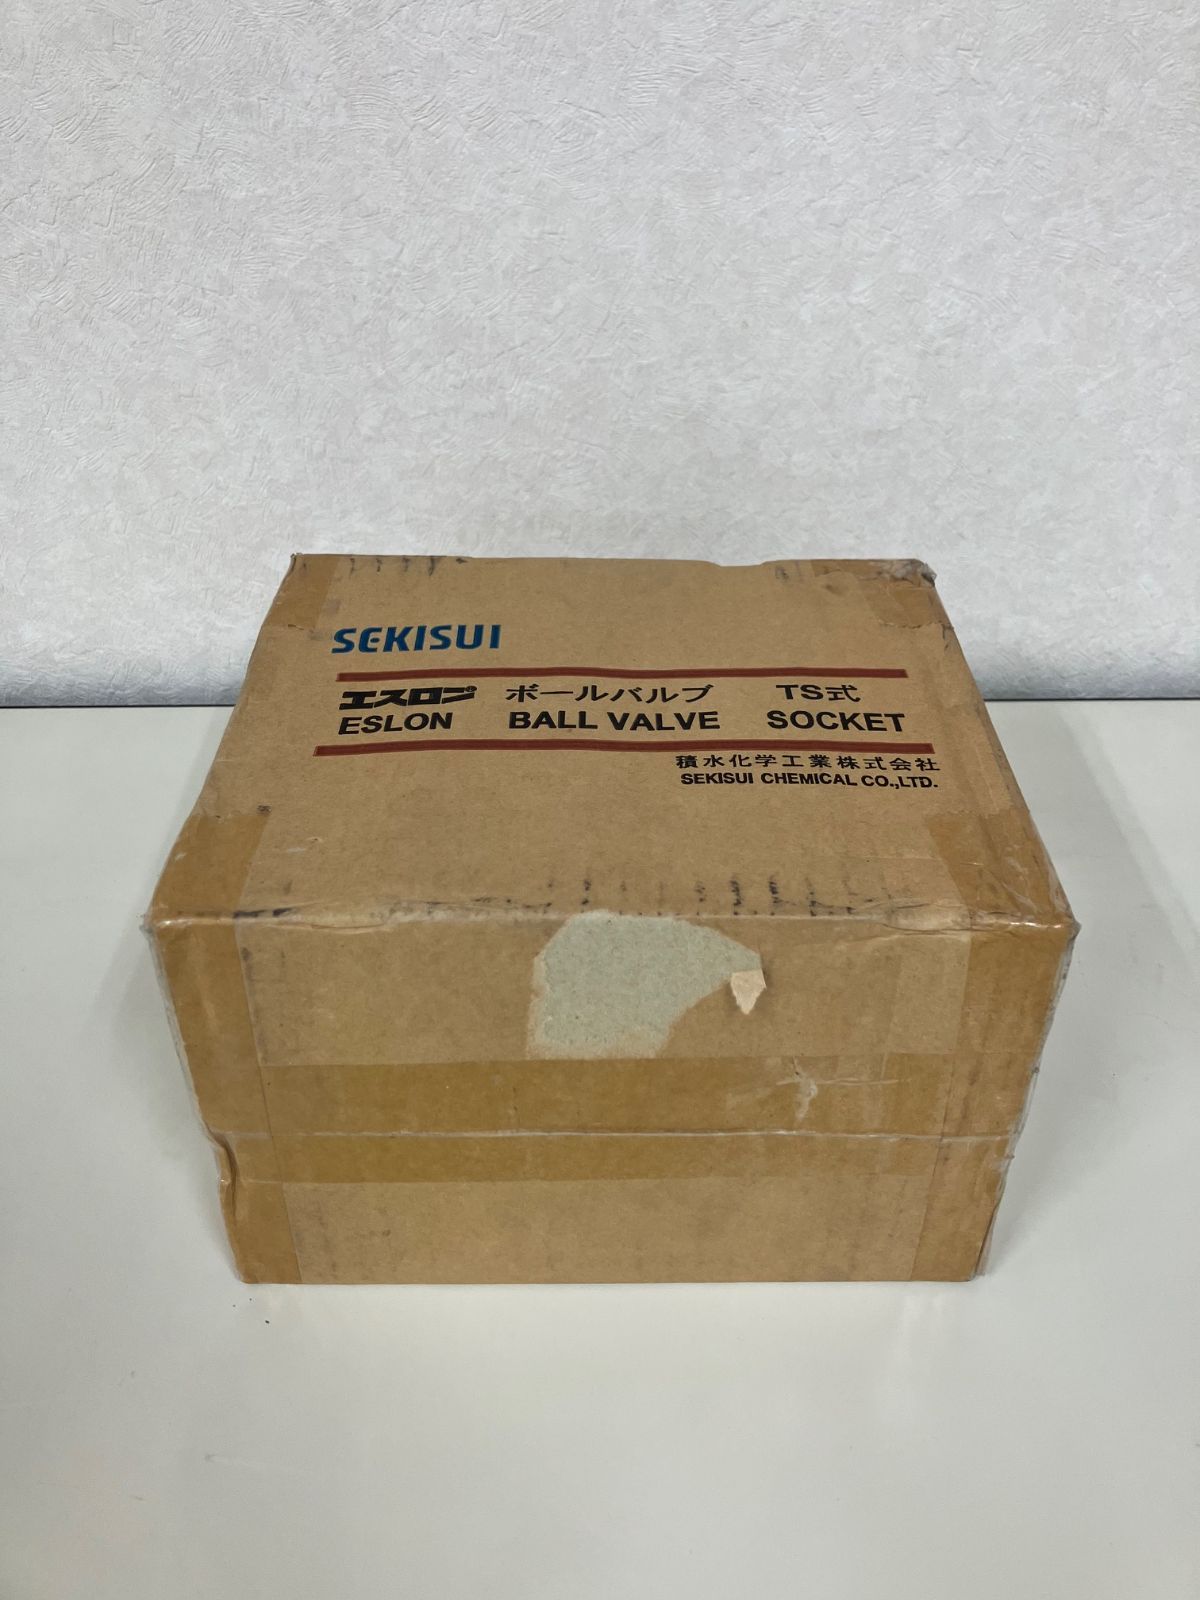 SEKISUI
エスロン ボールバルブ TS式
ESLON BALL VALVE SOCKET
積水化学工業株式会社
SEKISUI CHEMICAL CO.,LTD.